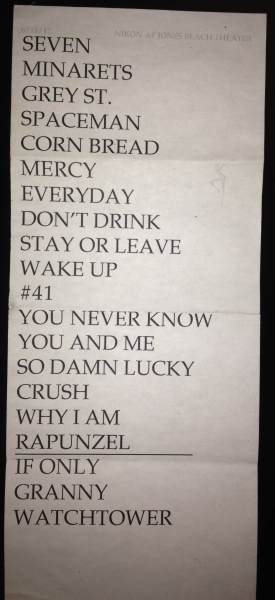 NIKON AT JONES BEACH THEATER
SEVEN
MINARETS
GREY ST.
SPACEMAN
CORN BREAD
MERCY
EVERYDAY
DON'T DRINK
STAY OR LEAVE
WAKE UP
#41
YOU NEVER KNOW
YOU AND ME
SO DAMN LUCKY
CRUSH
WHY I AM
RAPUNZEL
IF ONLY
GRANNY
WATCHTOWER